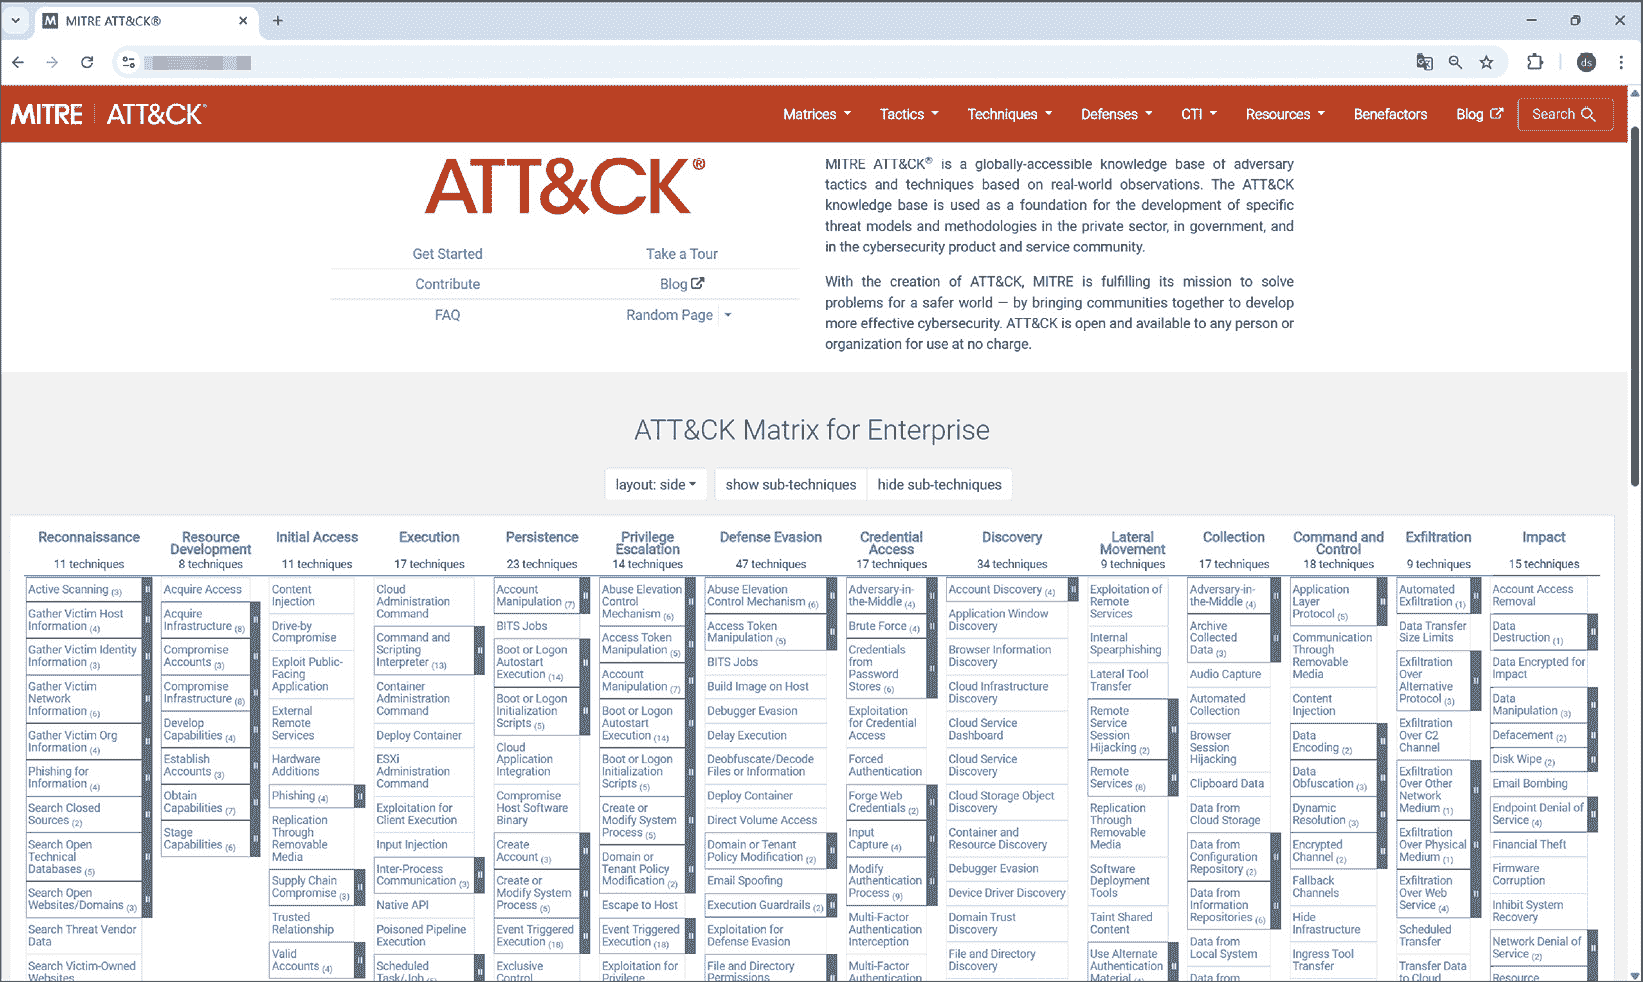 MITRE ATT&CK®
ds
MITRE | ATT&CK®
Matrices
Tactics
Techniques
Defenses
CTI
Resources
Benefactors
Blog
Search
ATT&CK®
Get Started
Take a Tour
Contribute
Blog
FAQ
Random Page
MITRE ATT&CK® is a globally-accessible knowledge base of adversary
tactics and techniques based on real-world observations. The ATT&CK
knowledge base is used as a foundation for the development of specific
threat models and methodologies in the private sector, in government, and
in the cybersecurity product and service community.
With the creation of ATT&CK, MITRE is fulfilling its mission to solve
problems for a safer world — by bringing communities together to develop
more effective cybersecurity. ATT&CK is open and available to any person or
organization for use at no charge.
ATT&CK Matrix for Enterprise
layout: side
show sub-techniques
hide sub-techniques
Reconnaissance
11 techniques
Active Scanning (3)
Gather Victim Host
Information (4)
Gather Victim Identity
Information (3)
Gather Victim
Network
Information (6)
Gather Victim Org
Information (4)
Phishing for
Information (4)
Search Closed
Sources (2)
Search Open
Technical
Databases (5)
Search Open
Websites/Domains (3)
Search Threat Vendor
Data
Search Victim-Owned
Websites
Resource
Development
8 techniques
Acquire Access
Acquire
Infrastructure (8)
Compromise
Accounts (3)
Compromise
Infrastructure (8)
Develop
Capabilities (4)
Establish
Accounts (3)
Obtain
Capabilities (7)
Stage
Capabilities (6)
Initial Access
11 techniques
Content
Injection
Drive-by
Compromise
Exploit Public-
Facing
Application
External
Remote
Services
Hardware
Additions
Phishing (4)
Replication
Through
Removable
Media
Supply Chain
Compromise (3)
Trusted
Relationship
Valid
Accounts (4)
Execution
17 techniques
Cloud
Administration
Command
Command and
Scripting
Interpreter (13)
Container
Administration
Command
Deploy Container
ESXi
Administration
Command
Exploitation for
Client Execution
Input Injection
Inter-Process
Communication (3)
Native API
Poisoned Pipeline
Execution
Scheduled
Task/Job (5)
Persistence
23 techniques
Account
Manipulation (7)
BITS Jobs
Boot or Logon
Autostart
Execution (14)
Boot or Logon
Initialization
Scripts (5)
Cloud
Application
Integration
Compromise
Host Software
Binary
Create
Account (3)
Create or
Modify System
Process (5)
Event Triggered
Execution (18)
Exclusive
Control
Privilege
Escalation
14 techniques
Abuse Elevation
Control
Mechanism (6)
Access Token
Manipulation (5)
Account
Manipulation (7)
Boot or Logon
Autostart
Execution (14)
Boot or Logon
Initialization
Scripts (5)
Create or
Modify System
Process (5)
Domain or
Tenant Policy
Modification (2)
Escape to Host
Event Triggered
Execution (18)
Exploitation for
Privilege
Defense Evasion
47 techniques
Abuse Elevation
Control Mechanism (6)
Access Token
Manipulation (5)
BITS Jobs
Build Image on Host
Debugger Evasion
Delay Execution
Deobfuscate/Decode
Files or Information
Deploy Container
Direct Volume Access
Domain or Tenant
Policy Modification (2)
Email Spoofing
Execution Guardrails (2)
Exploitation for
Defense Evasion
File and Directory
Permissions
Credential
Access
17 techniques
Adversary-in-
the-Middle (4)
Brute Force (4)
Credentials
from
Password
Stores (6)
Exploitation
for Credential
Access
Forced
Authentication
Forge Web
Credentials (2)
Input
Capture (4)
Modify
Authentication
Process (9)
Multi-Factor
Authentication
Interception
Multi-Factor
Authentication
Discovery
34 techniques
Account Discovery (4)
Application Window
Discovery
Browser Information
Discovery
Cloud Infrastructure
Discovery
Cloud Service
Dashboard
Cloud Service
Discovery
Cloud Storage Object
Discovery
Container and
Resource Discovery
Debugger Evasion
Device Driver Discovery
Domain Trust
Discovery
File and Directory
Discovery
Lateral
Movement
9 techniques
Exploitation of
Remote
Services
Internal
Spearphishing
Lateral Tool
Transfer
Remote
Service
Session
Hijacking (2)
Remote
Services (8)
Replication
Through
Removable
Media
Software
Deployment
Tools
Taint Shared
Content
Use Alternate
Authentication
Material (4)
Collection
17 techniques
Adversary-in-
the-Middle (4)
Archive
Collected
Data (3)
Audio Capture
Automated
Collection
Browser
Session
Hijacking
Clipboard Data
Data from
Cloud Storage
Data from
Configuration
Repository (2)
Data from
Information
Repositories (6)
Data from
Local System
Data from
Command and
Control
18 techniques
Application
Layer
Protocol (5)
Communication
Through
Removable
Media
Content
Injection
Data
Encoding (2)
Data
Obfuscation (3)
Dynamic
Resolution (3)
Encrypted
Channel (2)
Fallback
Channels
Hide
Infrastructure
Ingress Tool
Transfer
Exfiltration
9 techniques
Automated
Exfiltration (1)
Data Transfer
Size Limits
Exfiltration
Over
Alternative
Protocol (3)
Exfiltration
Over C2
Channel
Exfiltration
Over Other
Network
Medium (1)
Exfiltration
Over Physical
Medium (1)
Exfiltration
Over Web
Service (4)
Scheduled
Transfer
Transfer Data
to Cloud
Impact
15 techniques
Account Access
Removal
Data
Destruction (1)
Data Encrypted for
Impact
Data
Manipulation (3)
Defacement (2)
Disk Wipe (2)
Email Bombing
Endpoint Denial of
Service (4)
Financial Theft
Firmware
Corruption
Inhibit System
Recovery
Network Denial of
Service (2)
Resource